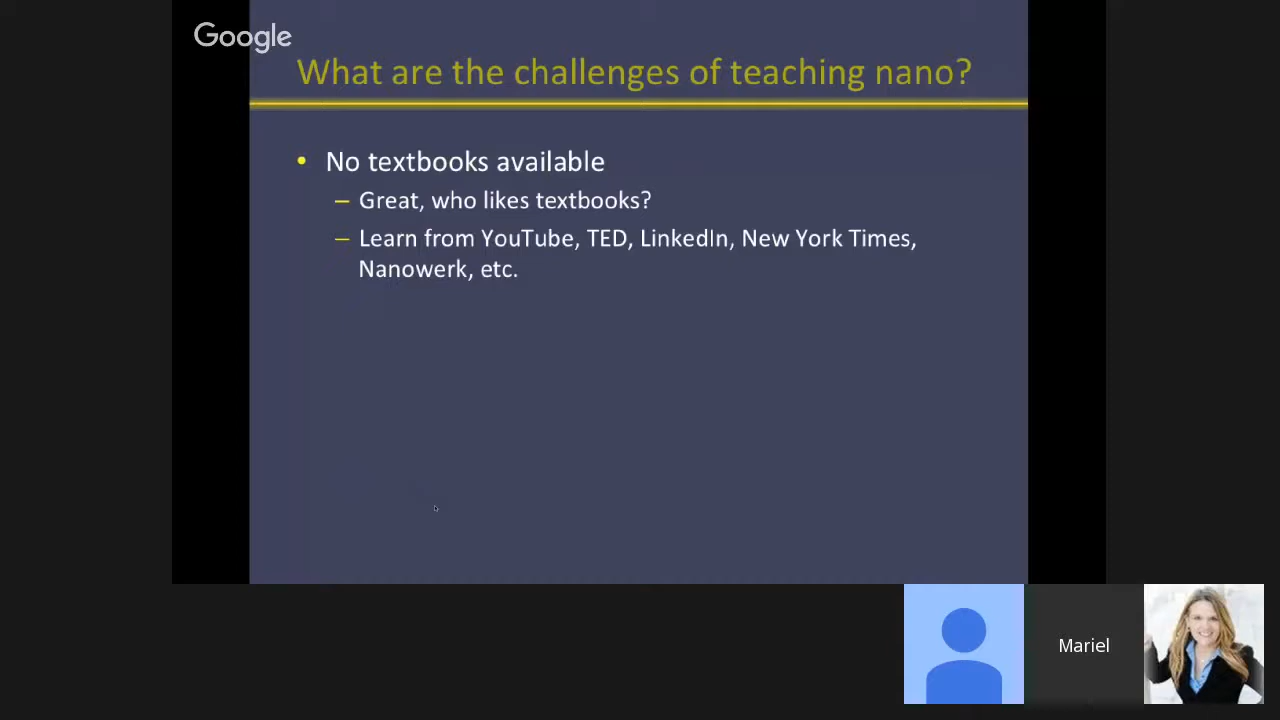 Google
What are the challenges of teaching nano?
• No textbooks available
– Great, who likes textbooks?
– Learn from YouTube, TED, LinkedIn, New York Times,
Nanowerk, etc.
Mariel